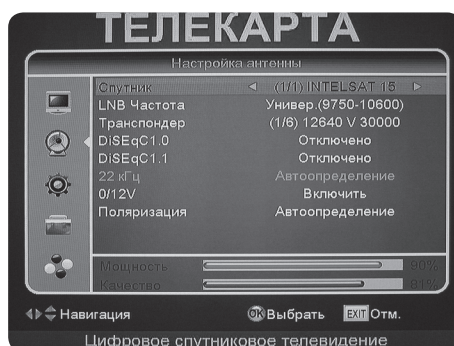 ТЕЛЕКАРТА
Настройка антенны
Спутник (1/1) INTELSAT 15
LNB Частота Универ.(9750-10600)
Транспондер (1/6) 12640 V 30000
DiSEqC1.0 Отключено
DiSEqC1.1 Отключено
22 кГц Автоопределение
0/12V Включить
Поляризация Автоопределение
Мощность 90%
Качество 81%
Навигация OK Выбрать EXIT Отм.
Цифровое спутниковое телевидение